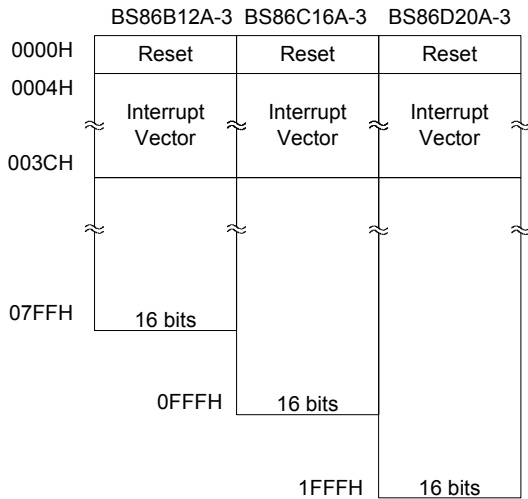 BS86B12A-3 BS86C16A-3 BS86D20A-3
0000H Reset Reset Reset
0004H
Interrupt Interrupt Interrupt
Vector Vector Vector
003CH
07FFH 16 bits
0FFFH 16 bits
1FFFH 16 bits